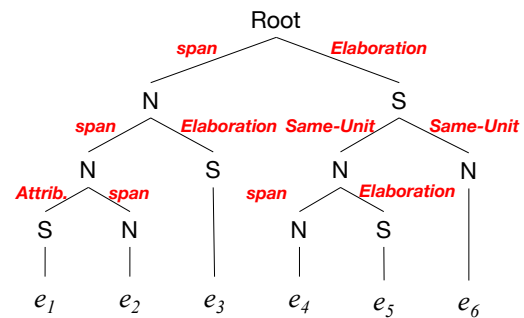 Root
span Elaboration
N S
span Elaboration Same-Unit Same-Unit
N S N N
Attrib. span span Elaboration
S N N S
e1 e2 e3 e4 e5 e6